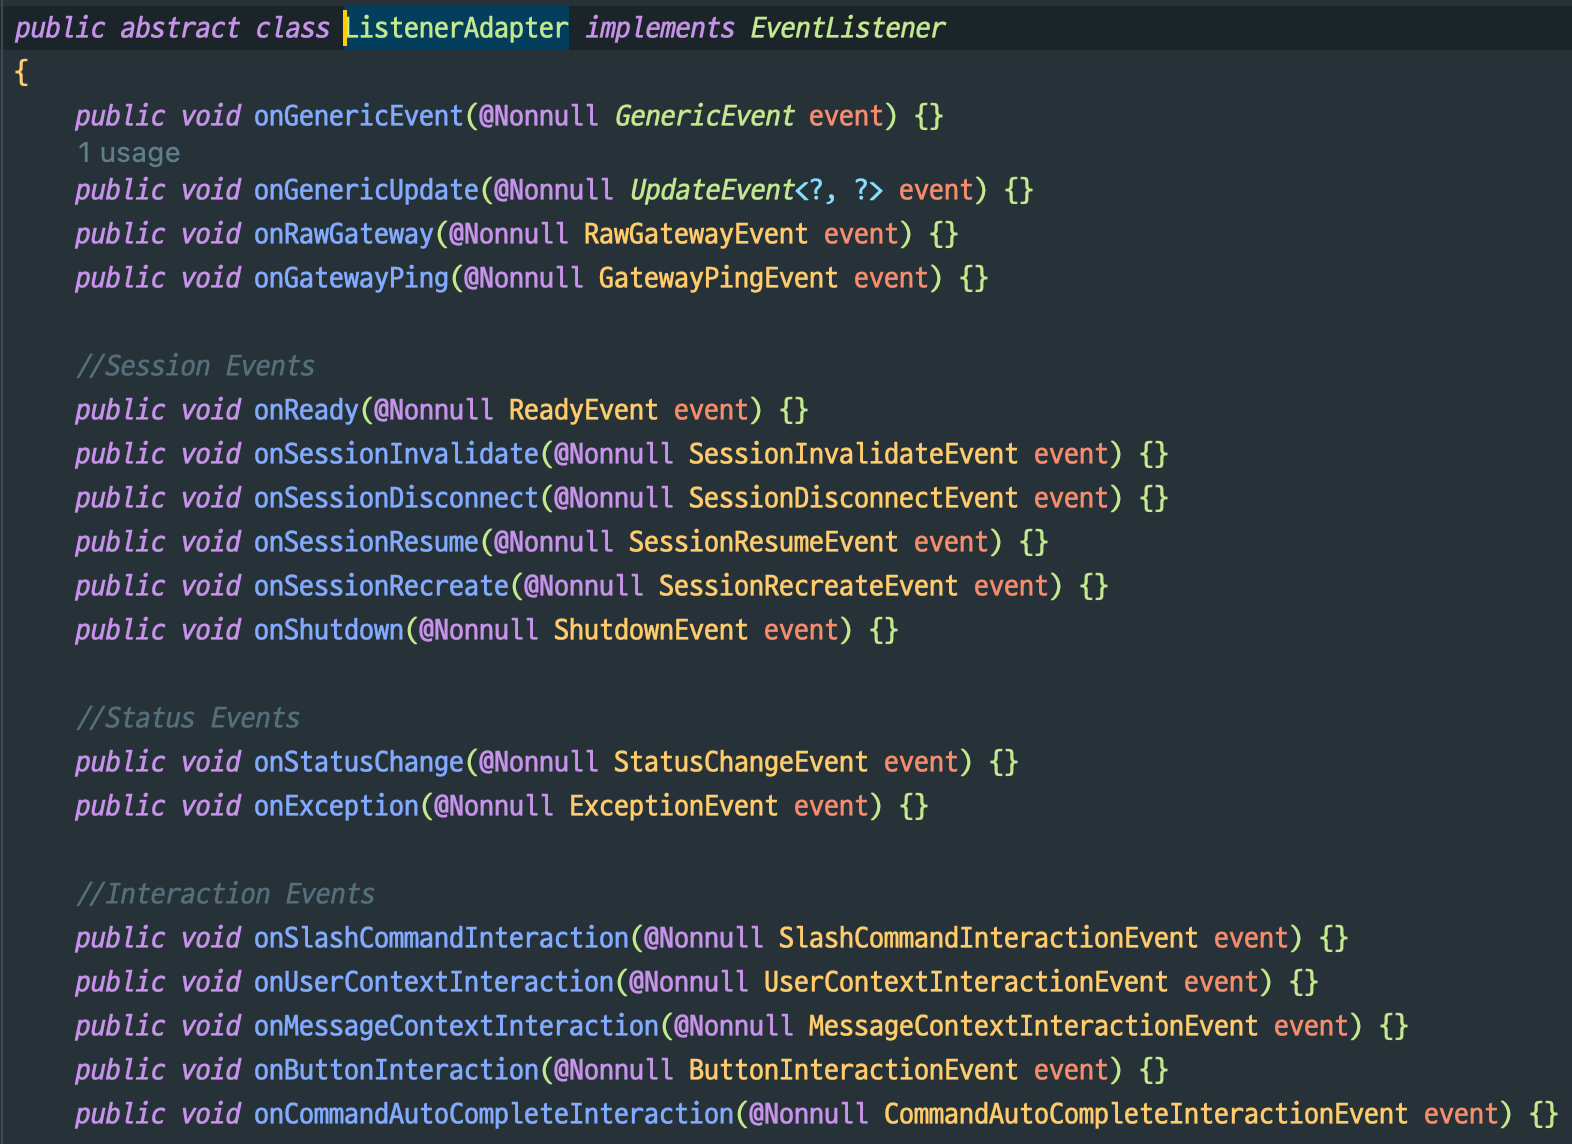 public abstract class ListenerAdapter implements EventListener
{
    public void onGenericEvent(@Nonnull GenericEvent event) {}
    1 usage
    public void onGenericUpdate(@Nonnull UpdateEvent<?, ?> event) {}
    public void onRawGateway(@Nonnull RawGatewayEvent event) {}
    public void onGatewayPing(@Nonnull GatewayPingEvent event) {}

    //Session Events
    public void onReady(@Nonnull ReadyEvent event) {}
    public void onSessionInvalidate(@Nonnull SessionInvalidateEvent event) {}
    public void onSessionDisconnect(@Nonnull SessionDisconnectEvent event) {}
    public void onSessionResume(@Nonnull SessionResumeEvent event) {}
    public void onSessionRecreate(@Nonnull SessionRecreateEvent event) {}
    public void onShutdown(@Nonnull ShutdownEvent event) {}

    //Status Events
    public void onStatusChange(@Nonnull StatusChangeEvent event) {}
    public void onException(@Nonnull ExceptionEvent event) {}

    //Interaction Events
    public void onSlashCommandInteraction(@Nonnull SlashCommandInteractionEvent event) {}
    public void onUserContextInteraction(@Nonnull UserContextInteractionEvent event) {}
    public void onMessageContextInteraction(@Nonnull MessageContextInteractionEvent event) {}
    public void onButtonInteraction(@Nonnull ButtonInteractionEvent event) {}
    public void onCommandAutoCompleteInteraction(@Nonnull CommandAutoCompleteInteractionEvent event) {}